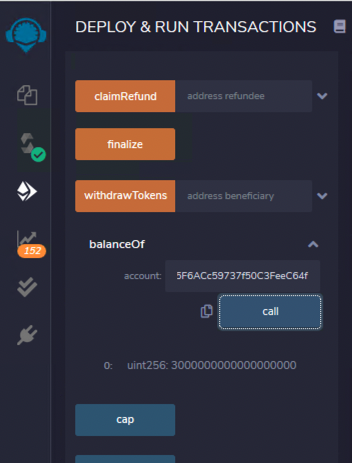 DEPLOY & RUN TRANSACTIONS
claimRefund address refundee
finalize
withdrawTokens address beneficiary
balanceOf
152
account: 5F6ACc59737f50C3FeeC64f
call
0: uint256: 3000000000000000000
cap